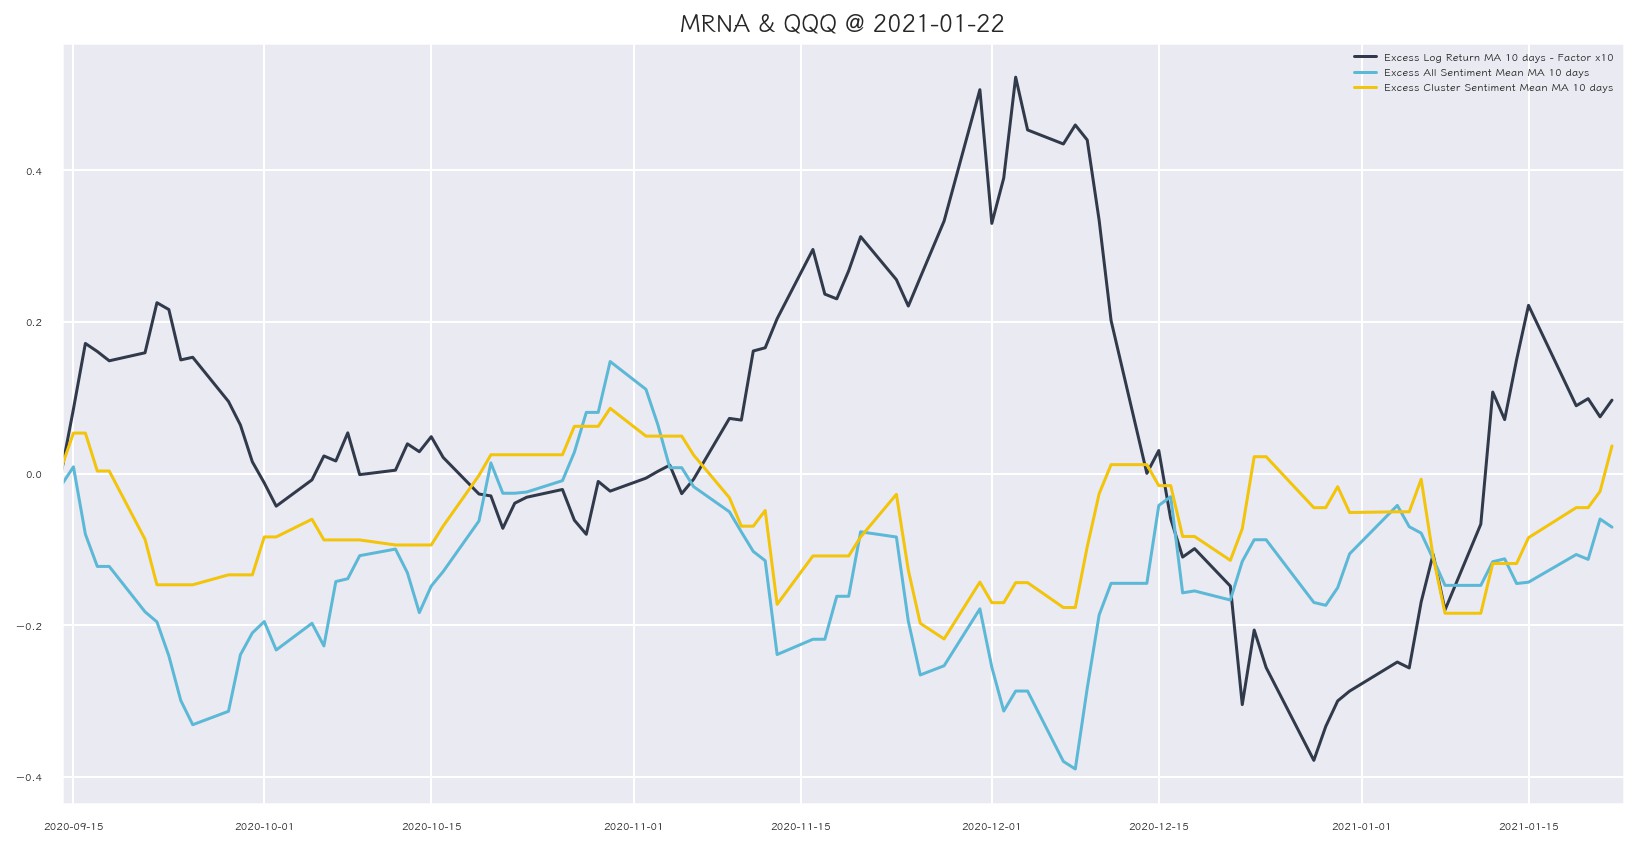 MRNA & QQQ @ 2021-01-22
Excess Log Return MA 10 days - Factor x10
Excess All Sentiment Mean MA 10 days
Excess Cluster Sentiment Mean MA 10 days
0.4
0.2
0.0
−0.2
−0.4
2020-09-15 2020-10-01 2020-10-15 2020-11-01 2020-11-15 2020-12-01 2020-12-15 2021-01-01 2021-01-15